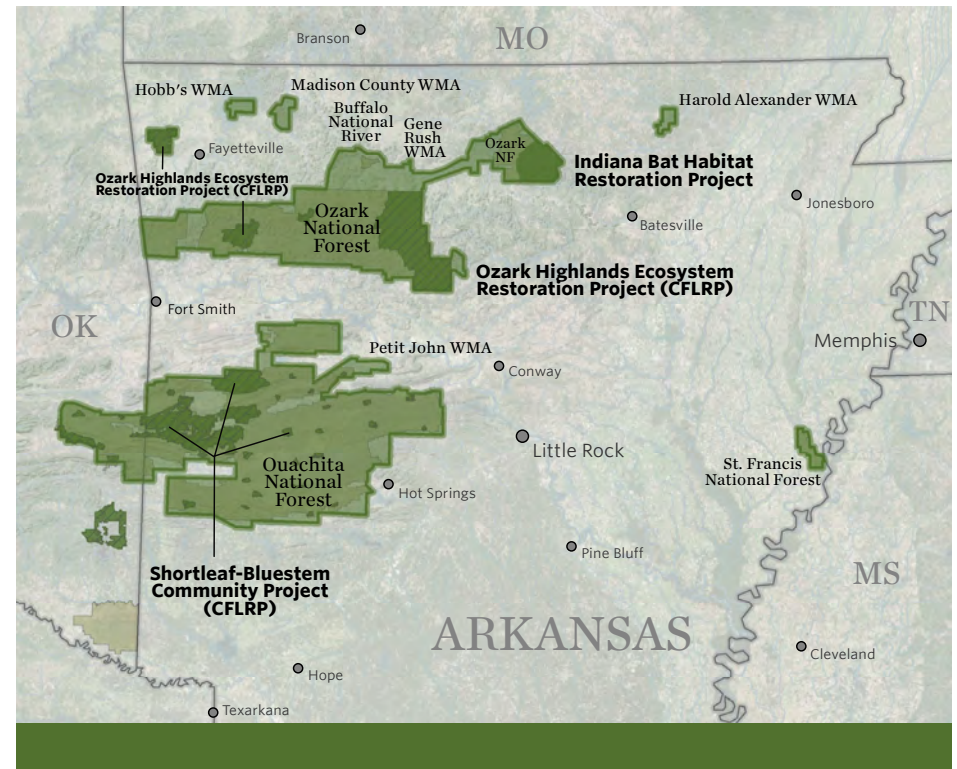 Branson
MO
Hobb's WMA
Madison County WMA
Buffalo
National
River
Gene
Rush
WMA
Harold Alexander WMA
Ozark
NF
Fayetteville
Indiana Bat Habitat
Restoration Project
Ozark Highlands Ecosystem
Restoration Project (CFLRP)
Jonesboro
Ozark
National
Forest
Batesville
Ozark Highlands Ecosystem
Restoration Project (CFLRP)
Fort Smith
OK
TN
Memphis
Petit John WMA
Conway
Little Rock
Ouachita
National
Forest
St. Francis
National Forest
Hot Springs
Pine Bluff
Shortleaf-Bluestem
Community Project
(CFLRP)
MS
ARKANSAS
Cleveland
Hope
Texarkana